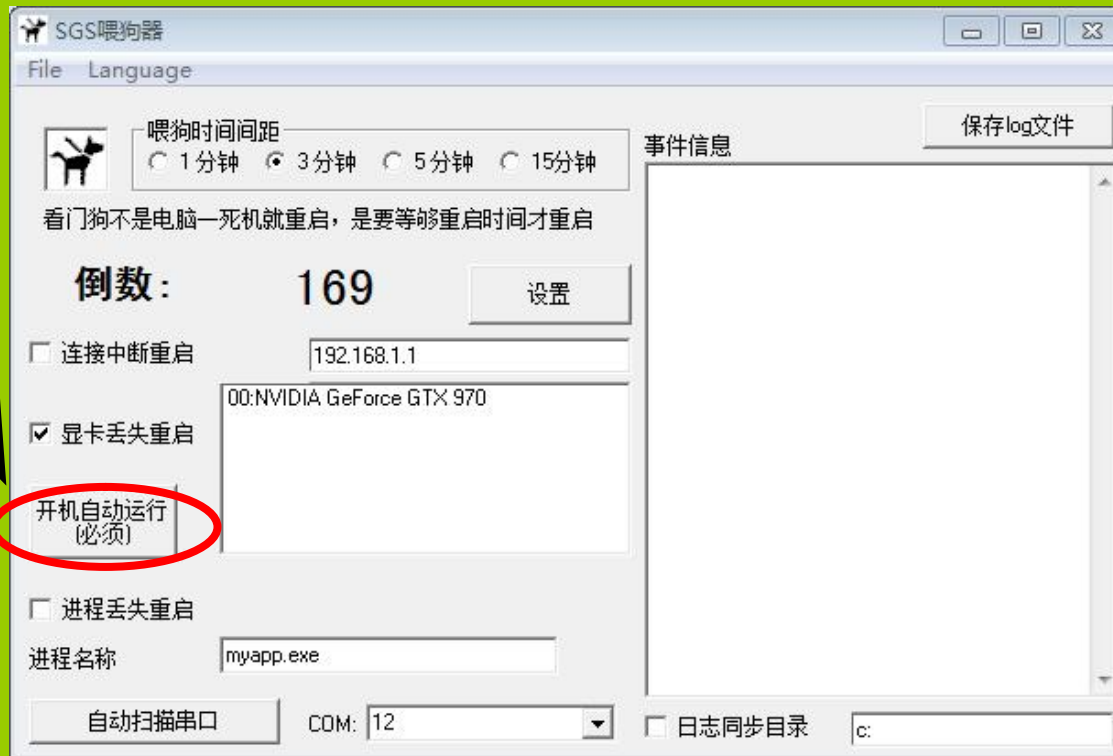 SGS喂狗器
File Language
喂狗时间间距
1分钟 3分钟 5分钟 15分钟
看门狗不是电脑一死机就重启，是要等够重启时间才重启
倒数:
169
设置
连接中断重启
192.168.1.1
00:NVIDIA GeForce GTX 970
显卡丢失重启
开机自动运行
(必须)
进程丢失重启
进程名称
myapp.exe
自动扫描串口
COM: 12
事件信息
保存log文件
日志同步目录
c: